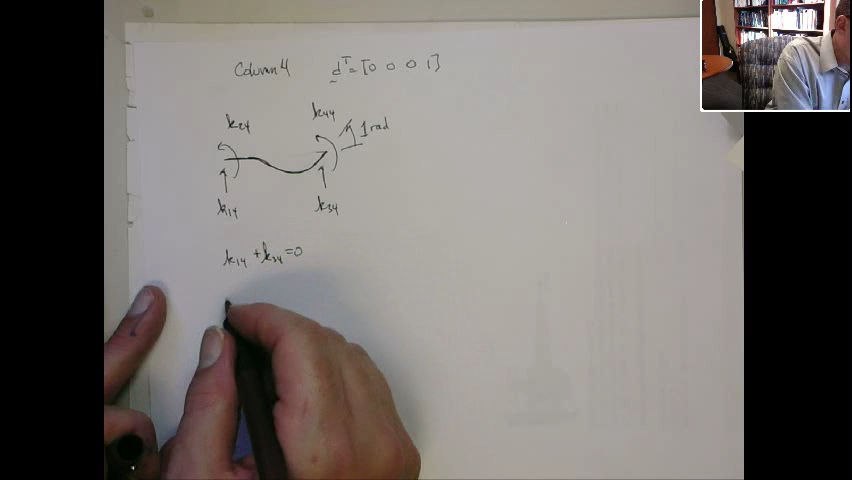 Column 4 d^T = [0 0 0 1]
k24 k44 1 rad
k14 k34
k14 + k34 = 0